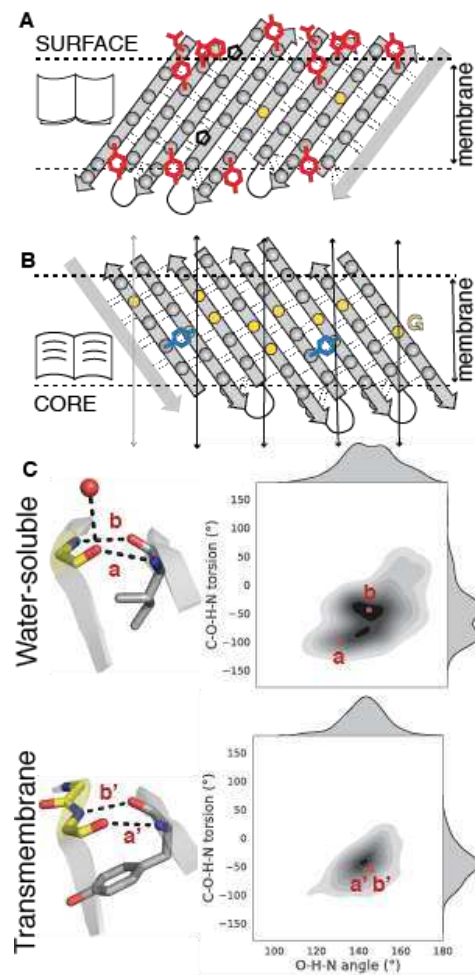 A
SURFACE
membrane
B
G
membrane
CORE
C
Water-soluble
b
a
C-O-H-N torsion (°)
150
100
50
0
−50
−100
−150
b
a
Transmembrane
b'
a'
C-O-H-N torsion (°)
150
100
50
0
−50
−100
−150
a' b'
100 120 140 160 180
O-H-N angle (°)